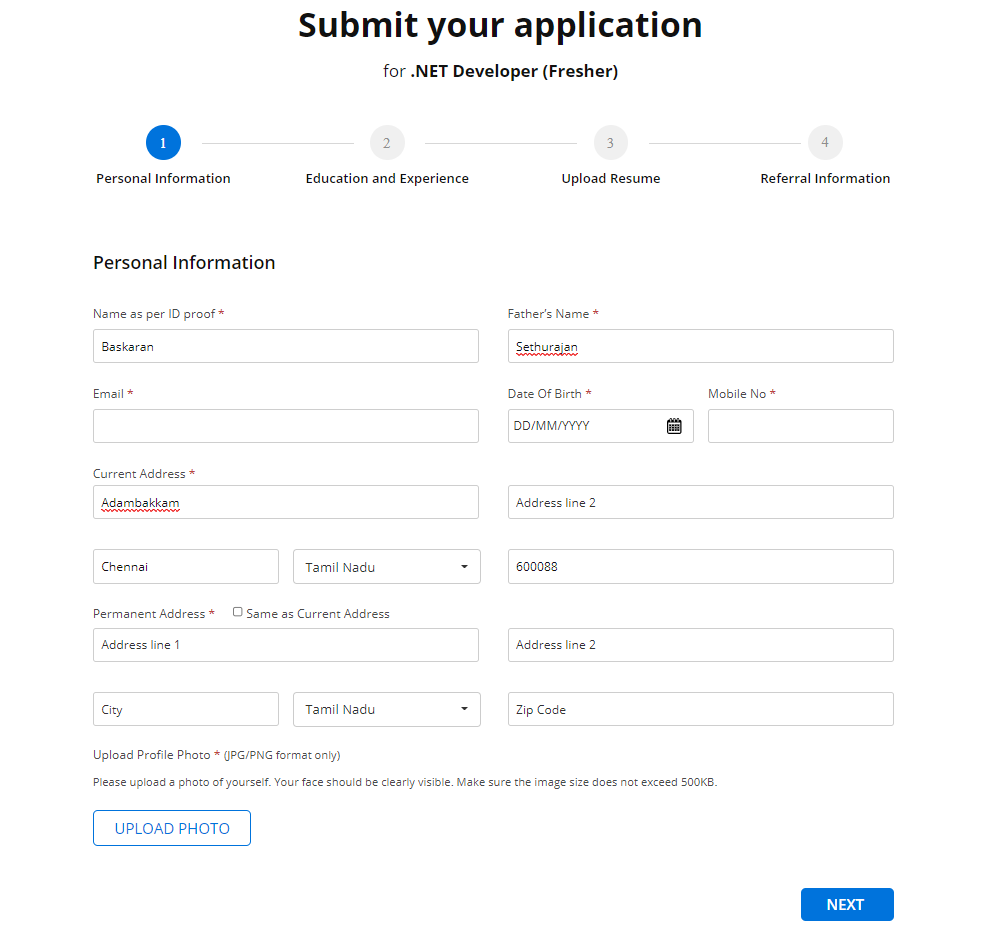 Submit your application
for .NET Developer (Fresher)
1
2
3
4
Personal Information
Education and Experience
Upload Resume
Referral Information
Personal Information
Name as per ID proof *
Father's Name *
Baskaran
Sethurajan
Email *
Date Of Birth *
Mobile No *
DD/MM/YYYY
Current Address *
Adambakkam
Address line 2
Chennai
Tamil Nadu
600088
Permanent Address *
Same as Current Address
Address line 1
Address line 2
City
Tamil Nadu
Zip Code
Upload Profile Photo * (JPG/PNG format only)
Please upload a photo of yourself. Your face should be clearly visible. Make sure the image size does not exceed 500KB.
UPLOAD PHOTO
NEXT